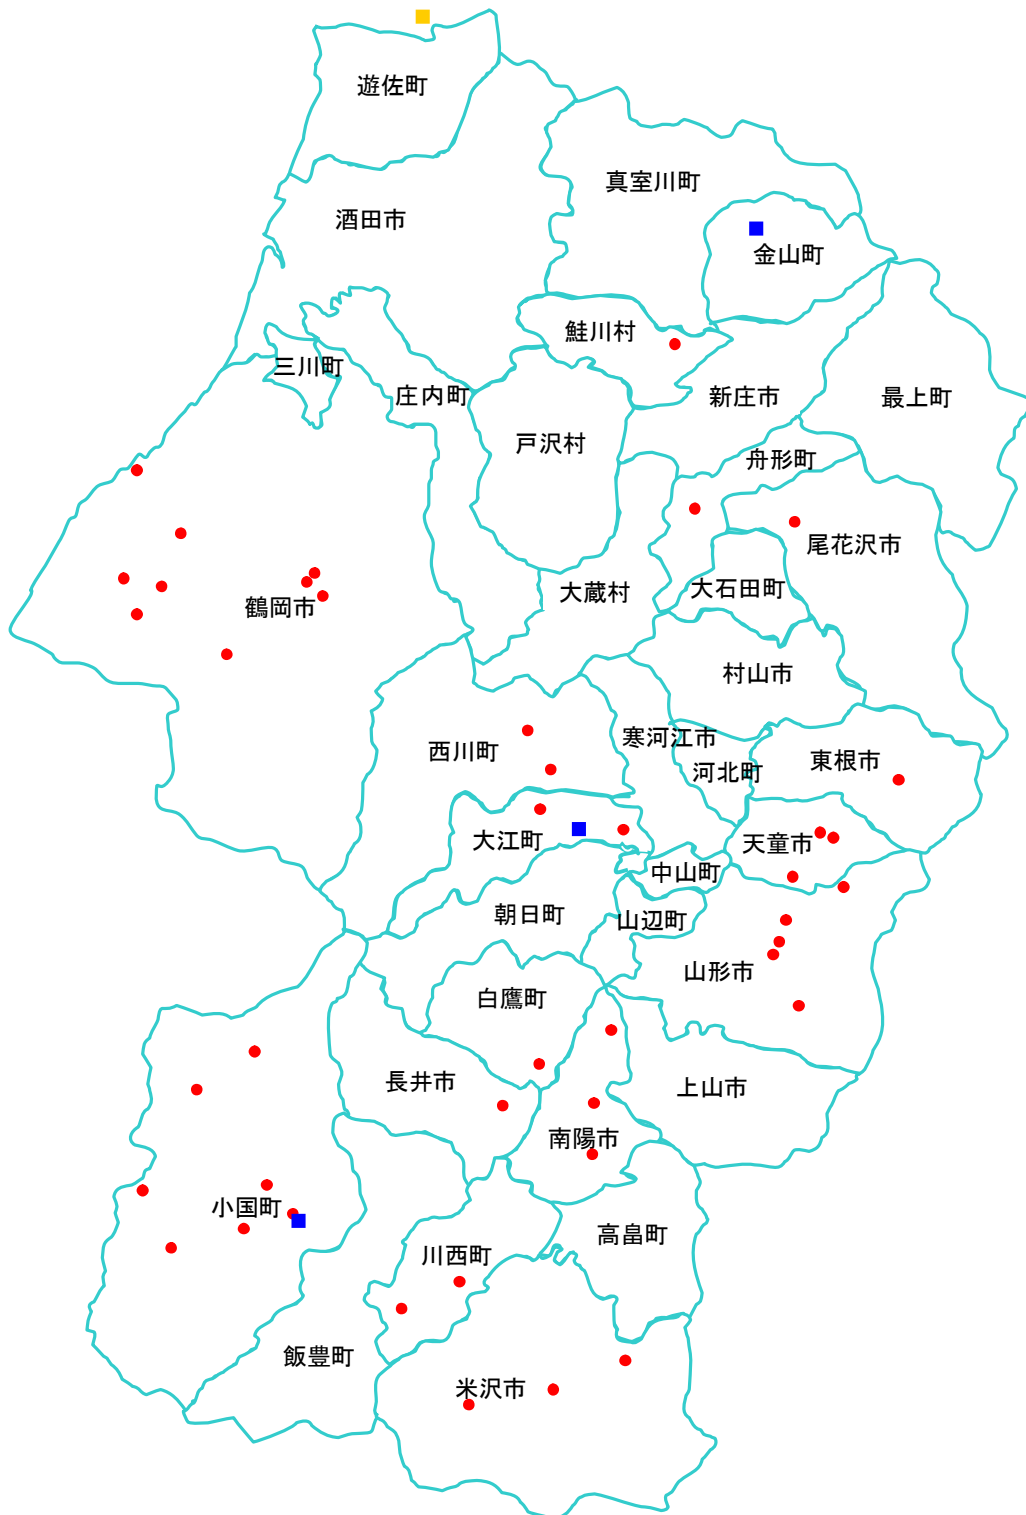 遊佐町
真室川町
酒田市
金山町
鮭川村
三川町
庄内町
新庄市
最上町
戸沢村
舟形町
尾花沢市
大石田町
大蔵村
鶴岡市
村山市
寒河江市
西川町
東根市
河北町
大江町
天童市
中山町
朝日町
山辺町
山形市
白鷹町
長井市
上山市
南陽市
小国町
高畠町
川西町
飯豊町
米沢市